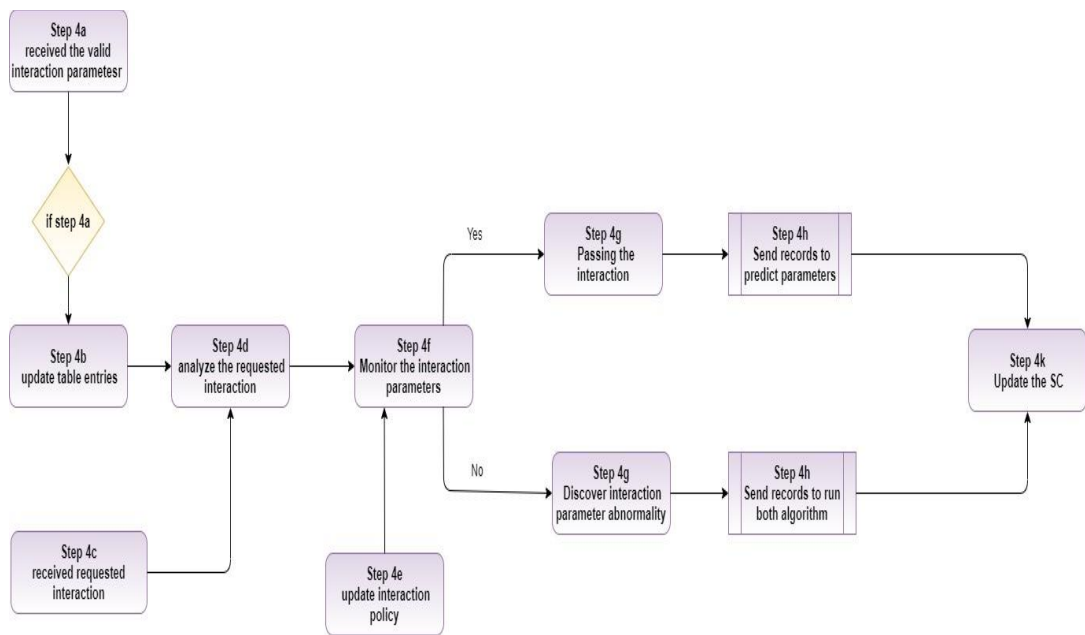 Step 4a
received the valid
interaction parametesr
if step 4a
Step 4b
update table entries
Step 4d
analyze the requested
interaction
Step 4c
received requested
interaction
Step 4f
Monitor the interaction
parameters
Step 4e
update interaction
policy
Yes
Step 4g
Passing the
interaction
Step 4h
Send records to
predict parameters
No
Step 4g
Discover interaction
parameter abnormality
Step 4h
Send records to run
both algorithm
Step 4k
Update the SC